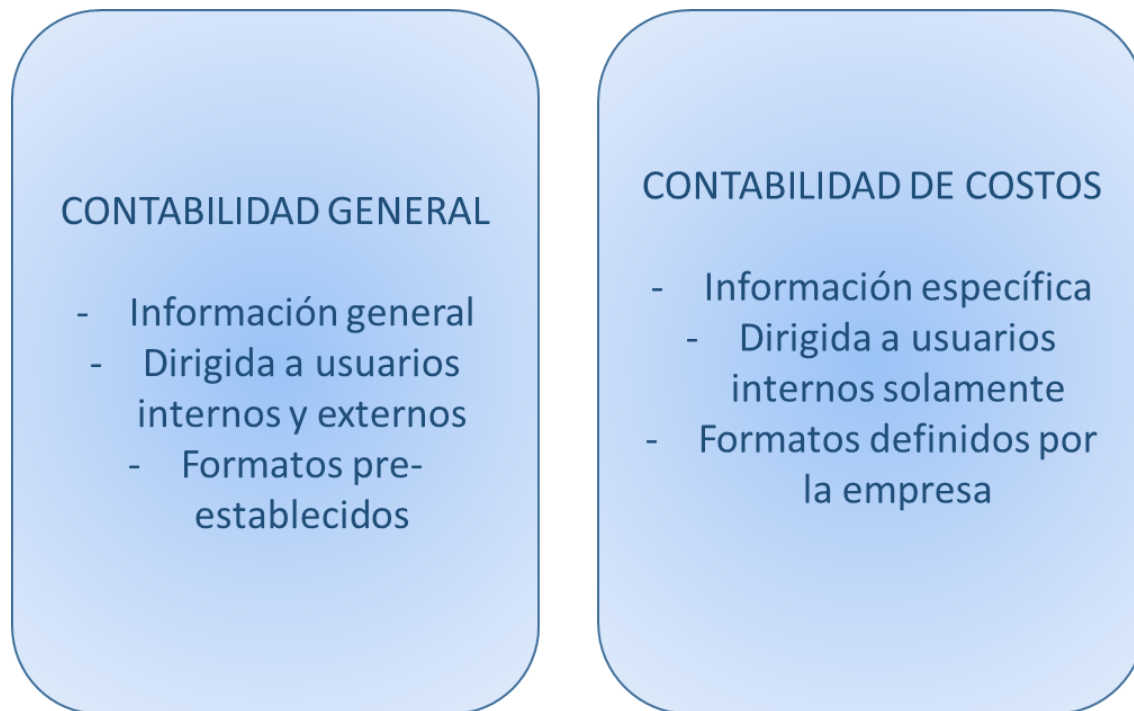 CONTABILIDAD GENERAL
- Información general
- Dirigida a usuarios
internos y externos
- Formatos pre-
establecidos
CONTABILIDAD DE COSTOS
- Información específica
- Dirigida a usuarios
internos solamente
- Formatos definidos por
la empresa